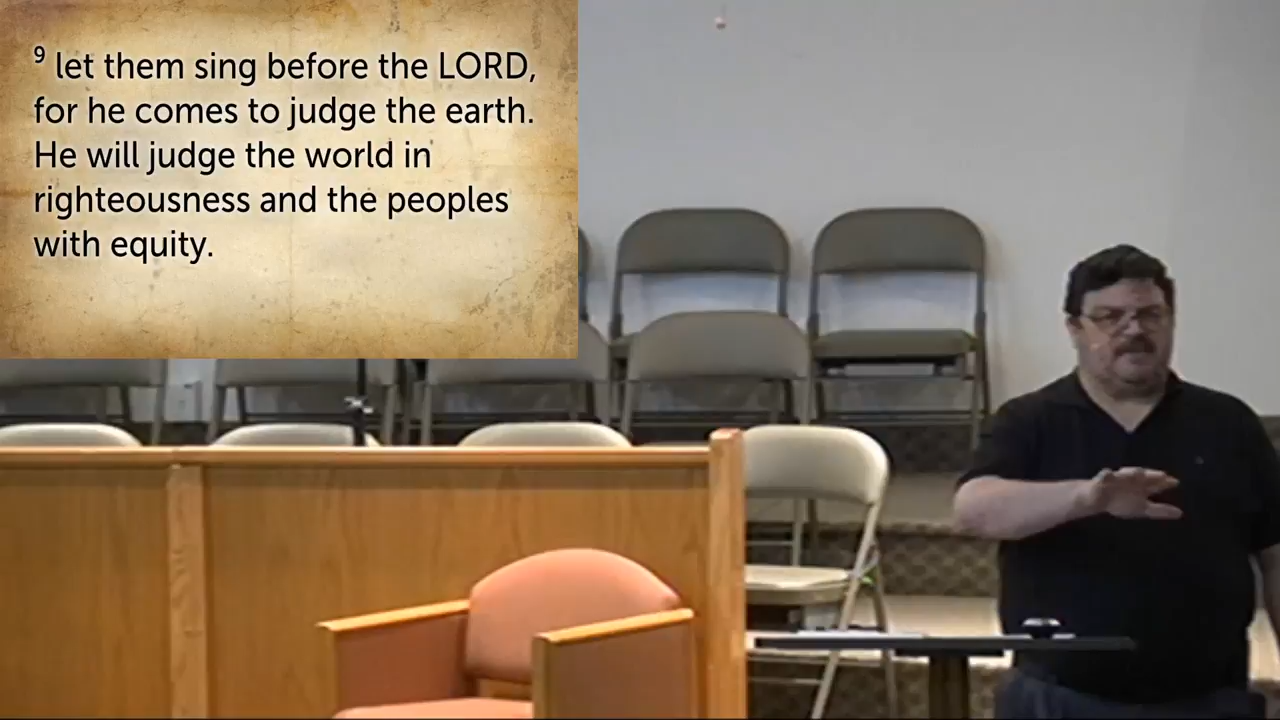 9 let them sing before the LORD,
for he comes to judge the earth.
He will judge the world in
righteousness and the peoples
with equity.